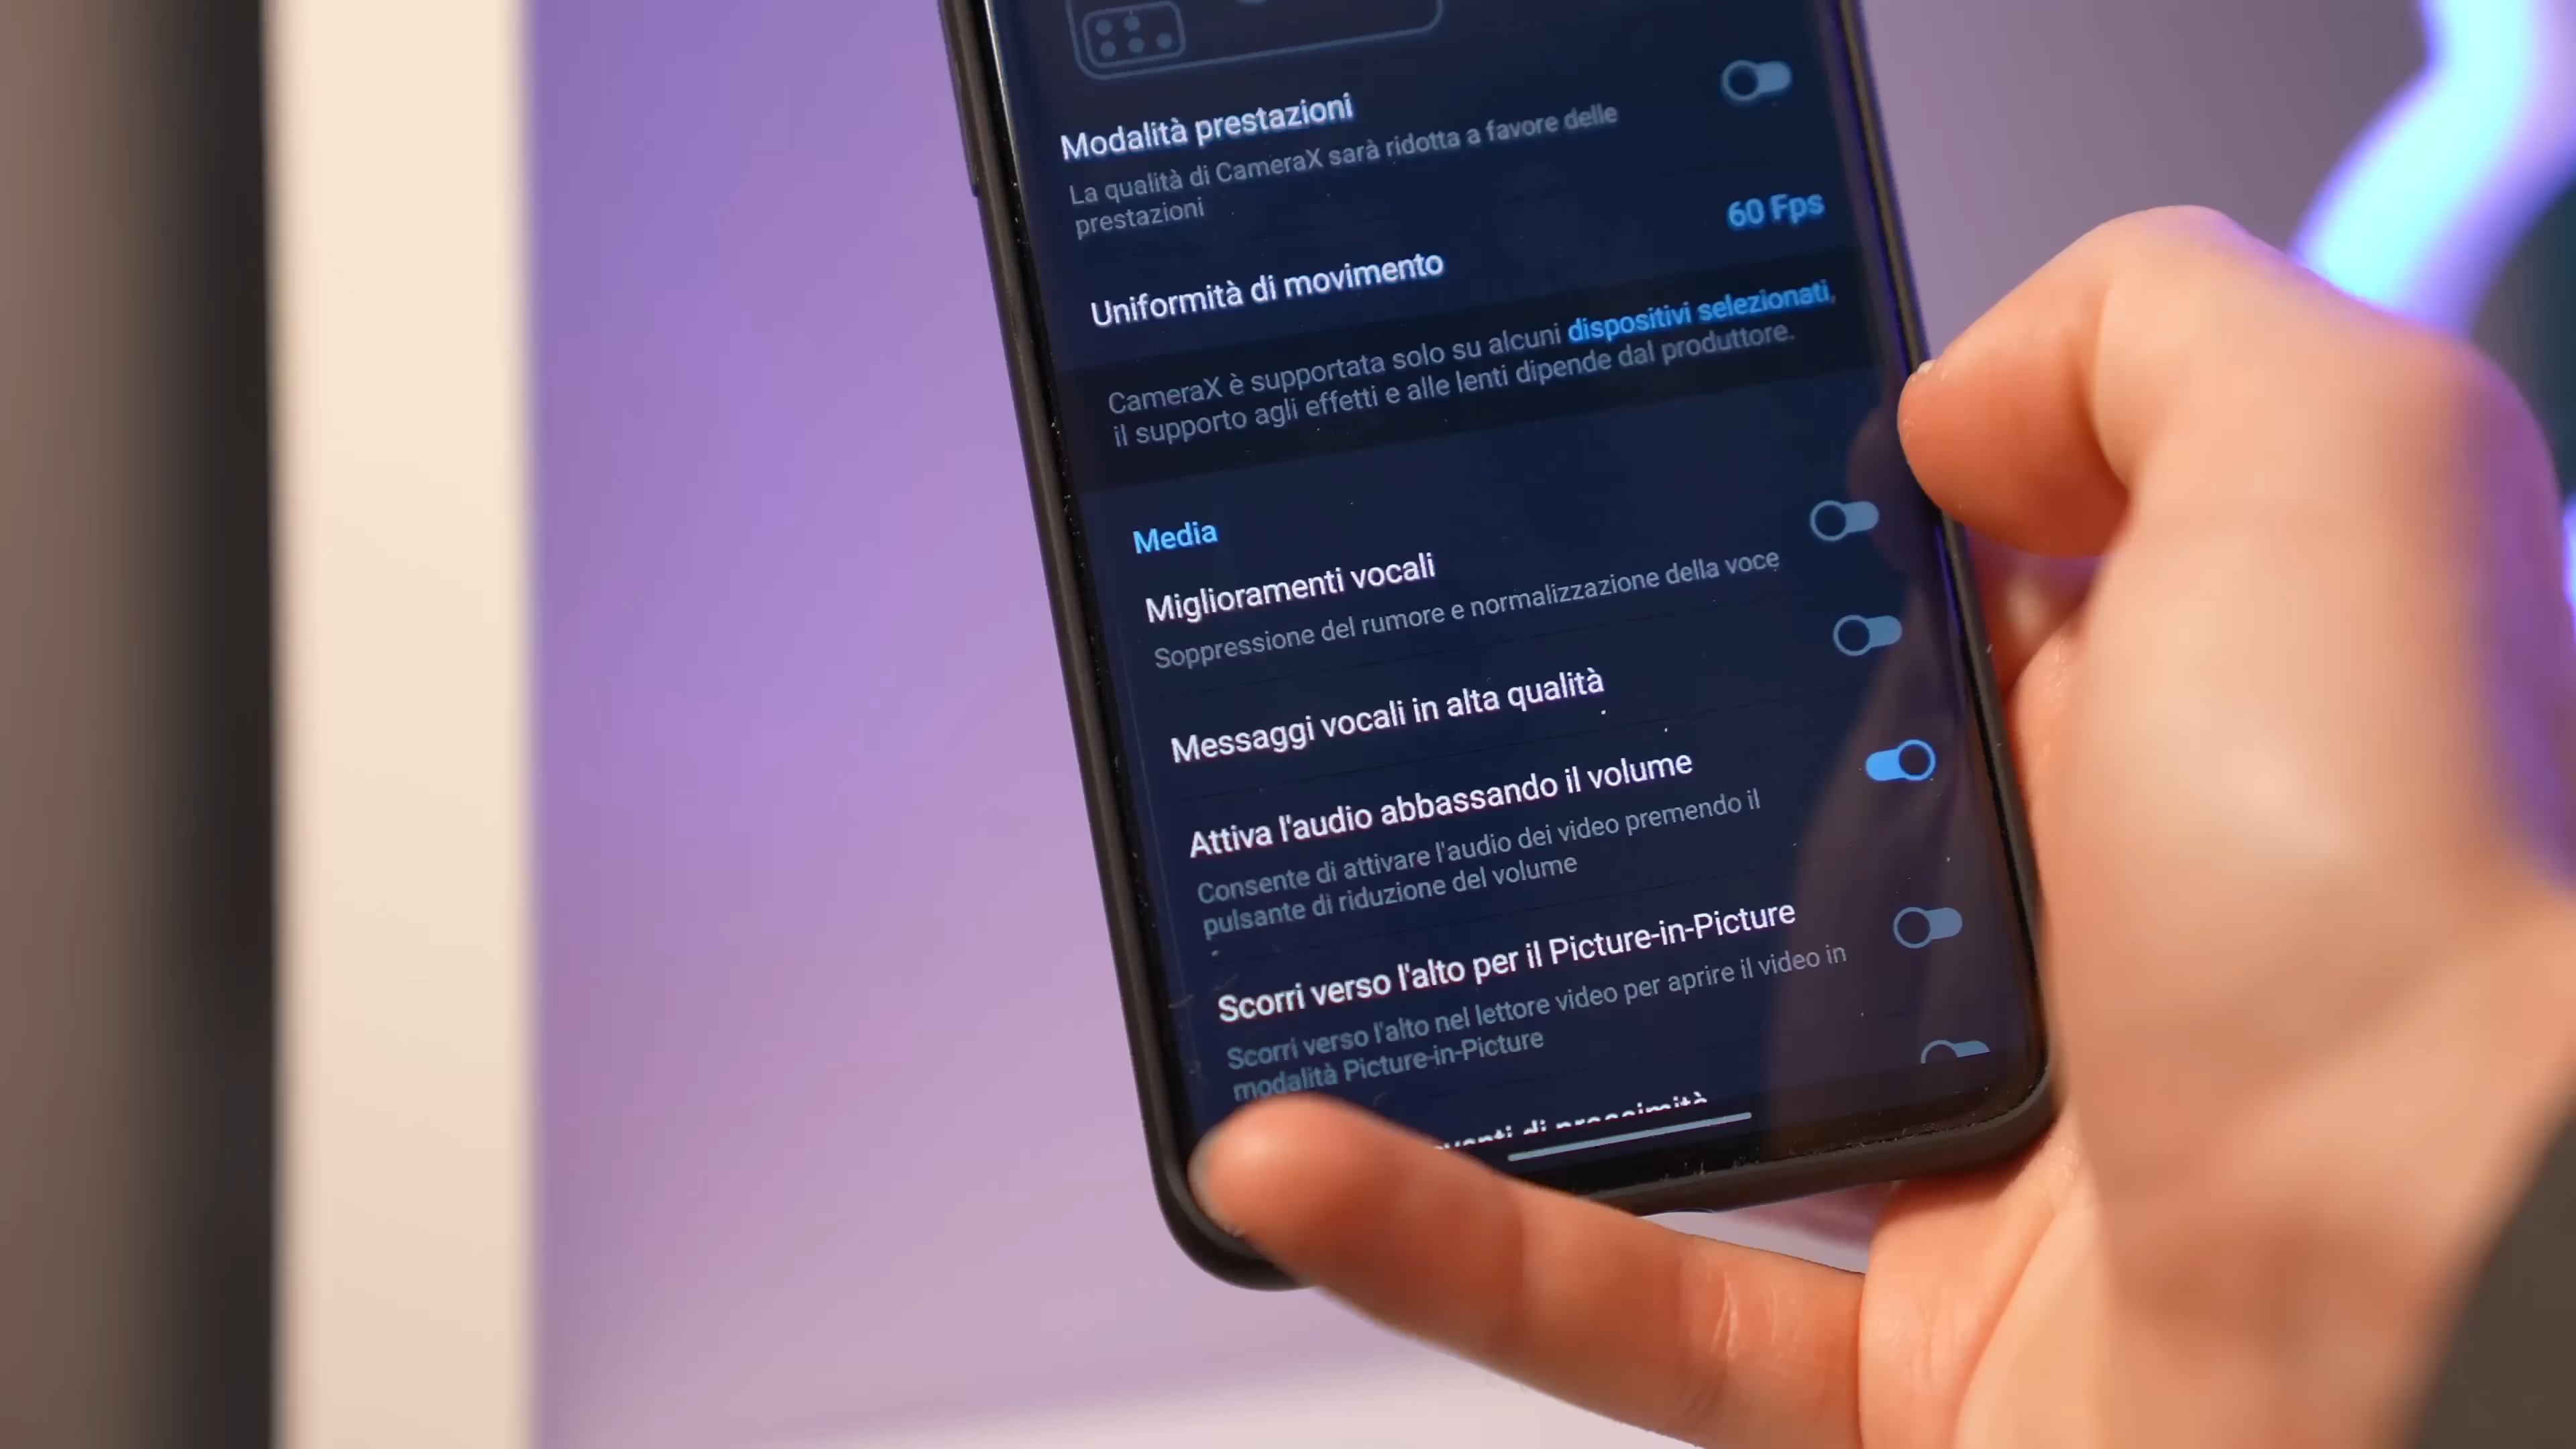 Modalità prestazioni
La qualità di CameraX sarà ridotta a favore delle
prestazioni
Uniformità di movimento
60 Fps
CameraX è supportata solo su alcuni dispositivi selezionati,
il supporto agli effetti e alle lenti dipende dal produttore.
Media
Miglioramenti vocali
Soppressione del rumore e normalizzazione della voce
Messaggi vocali in alta qualità
Attiva l'audio abbassando il volume
Consente di attivare l'audio dei video premendo il
pulsante di riduzione del volume
Scorri verso l'alto per il Picture-in-Picture
Scorri verso l'alto nel lettore video per aprire il video in
modalità Picture-in-Picture
di prossimità